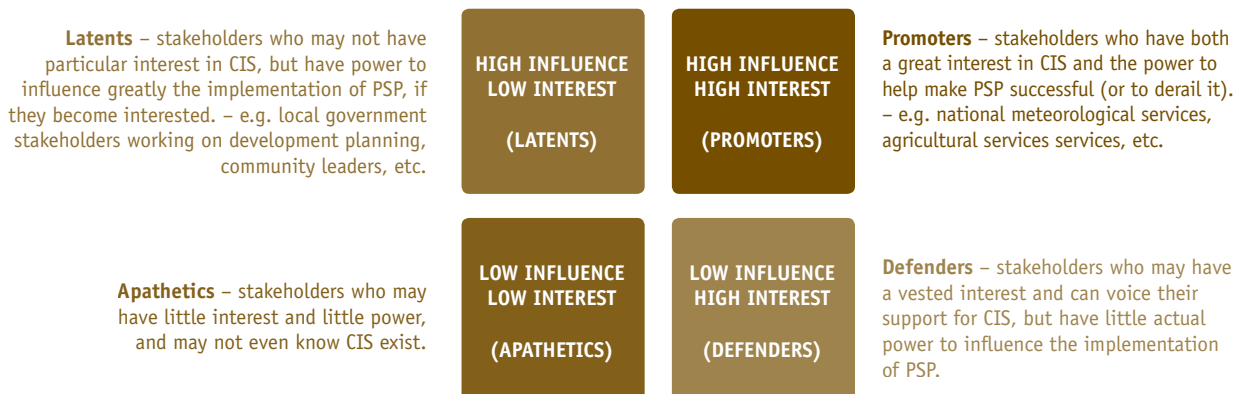 Latents – stakeholders who may not have
particular interest in CIS, but have power to
influence greatly the implementation of PSP, if
they become interested. – e.g. local government
stakeholders working on development planning,
community leaders, etc.
HIGH INFLUENCE
LOW INTEREST
(LATENTS)
HIGH INFLUENCE
HIGH INTEREST
(PROMOTERS)
Promoters – stakeholders who have both
a great interest in CIS and the power to
help make PSP successful (or to derail it).
– e.g. national meteorological services,
agricultural services services, etc.
Apathetics – stakeholders who may
have little interest and little power,
and may not even know CIS exist.
LOW INFLUENCE
LOW INTEREST
(APATHETICS)
LOW INFLUENCE
HIGH INTEREST
(DEFENDERS)
Defenders – stakeholders who may have
a vested interest and can voice their
support for CIS, but have little actual
power to influence the implementation
of PSP.